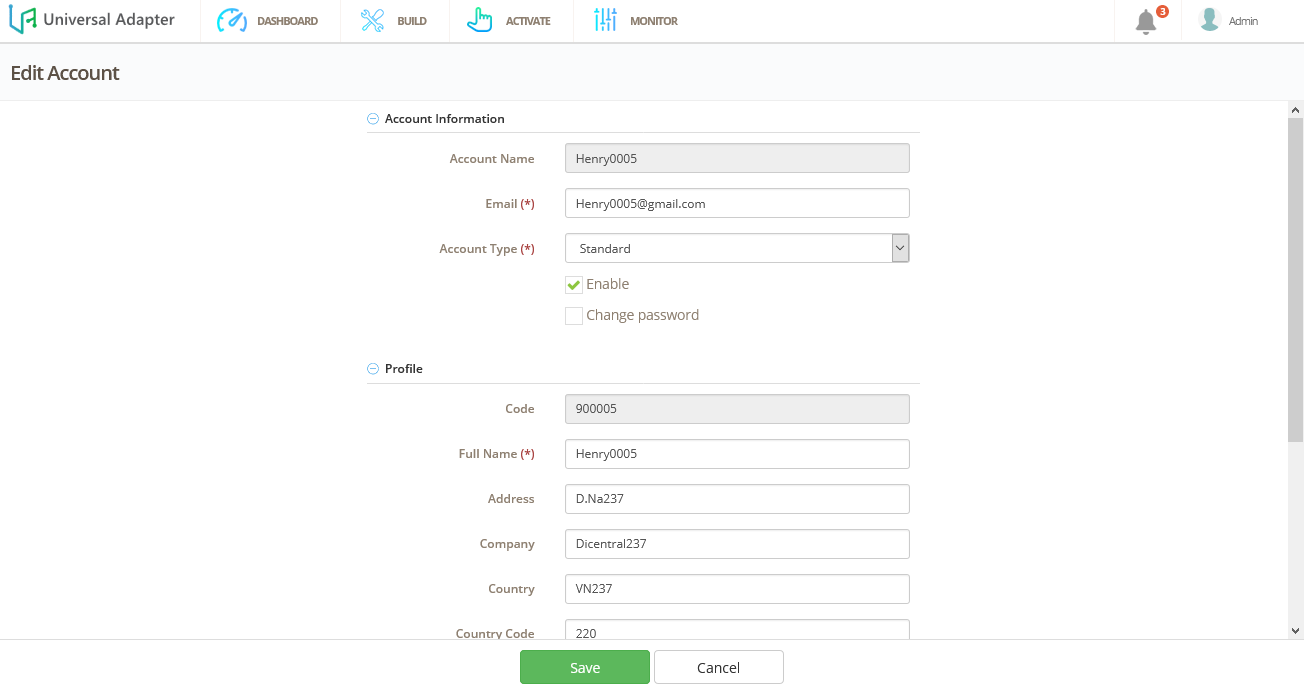 Universal Adapter DASHBOARD BUILD ACTIVATE MONITOR 3 Admin
Edit Account
Account Information
Account Name Henry0005
Email (*) Henry0005@gmail.com
Account Type (*) Standard
Enable
Change password
Profile
Code 900005
Full Name (*) Henry0005
Address D.Na237
Company Dicentral237
Country VN237
Country Code 220
Save Cancel